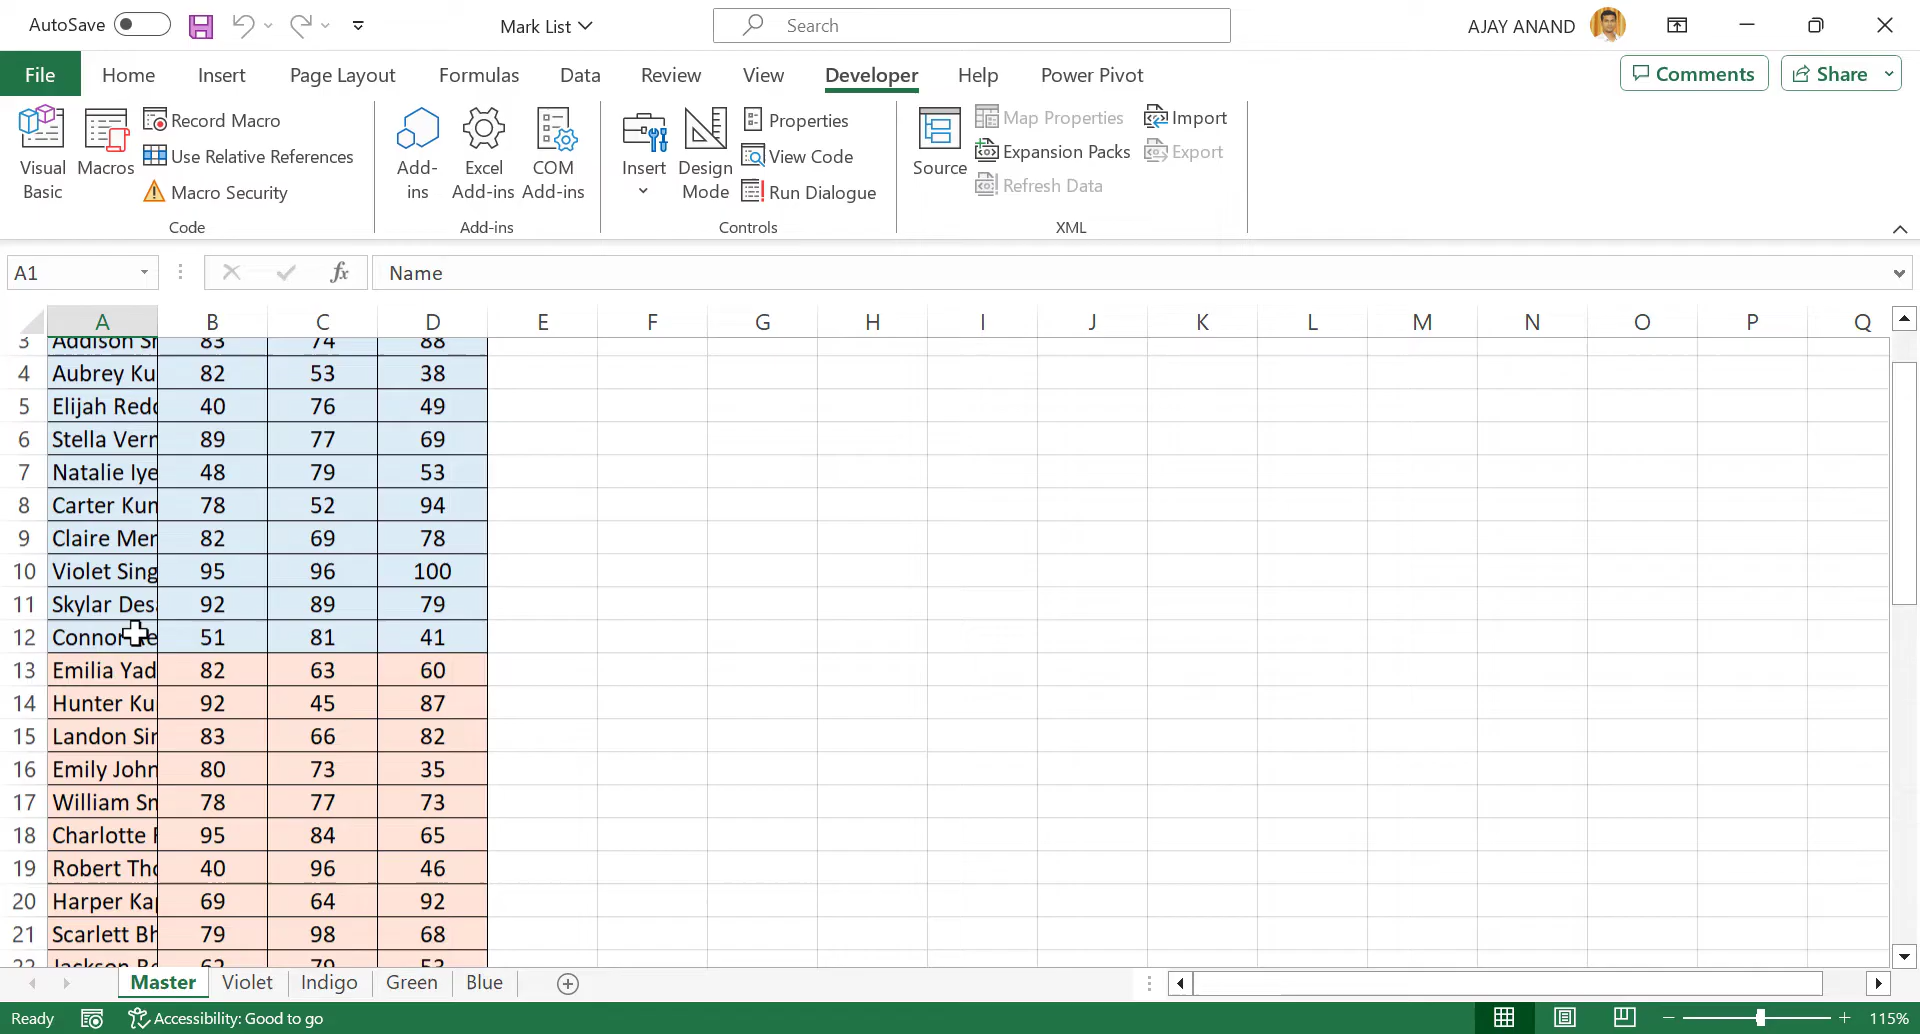 AutoSave
Mark List
Search
AJAY ANAND
File Home Insert Page Layout Formulas Data Review View Developer Help Power Pivot
Comments Share
Visual Basic
Macros
Record Macro
Use Relative References
Macro Security
Code
Add-ins
Excel Add-ins
COM Add-ins
Add-ins
Insert
Design Mode
Properties
View Code
Run Dialogue
Controls
Source
Map Properties
Expansion Packs
Refresh Data
Import
Export
XML
A1 fx Name
A B C D E F G H I J K L M N O P Q
3 Addison 83 74 88
4 Aubrey Ku 82 53 38
5 Elijah Redd 40 76 49
6 Stella Verm 89 77 69
7 Natalie Iye 48 79 53
8 Carter Kum 78 52 94
9 Claire Men 82 69 78
10 Violet Sing 95 96 100
11 Skylar Desa 92 89 79
12 Connor 51 81 41
13 Emilia Yad 82 63 60
14 Hunter Ku 92 45 87
15 Landon Sin 83 66 82
16 Emily John 80 73 35
17 William Sm 78 77 73
18 Charlotte 95 84 65
19 Robert Tho 40 96 46
20 Harper Kap 69 64 92
21 Scarlett Bh 79 98 68
22 Jackson 62 79 53
Master Violet Indigo Green Blue
Ready Accessibility: Good to go 115%